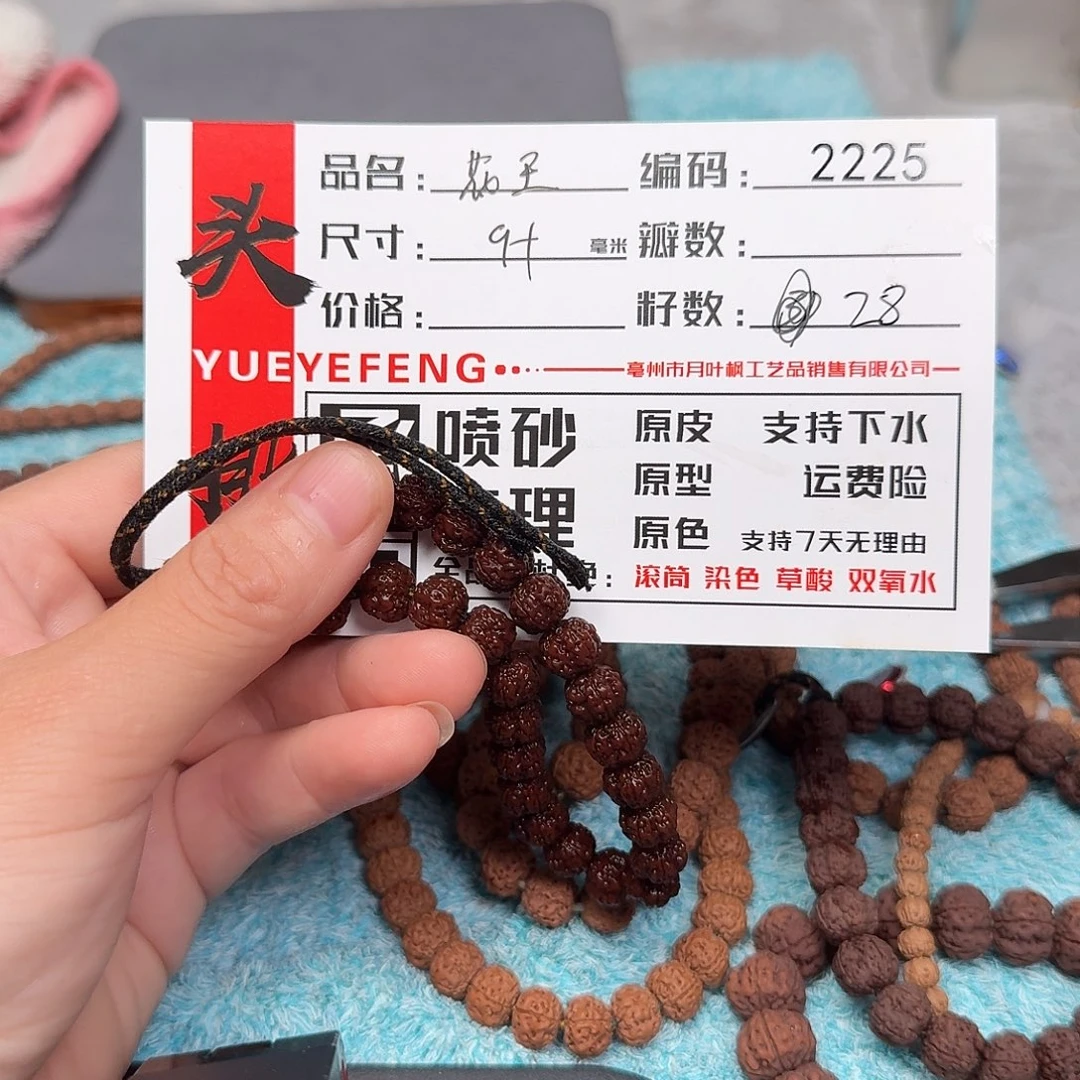 头
品名：
编码：2225
尺寸：9+ 毫米
瓣数：
价格：
籽数：28
YUEYEFENG
亳州市月叶枫工艺品销售有限公司
喷砂
理
原皮 支持下水
原型 运费险
原色 支持7天无理由
滚筒 染色 草酸 双氧水